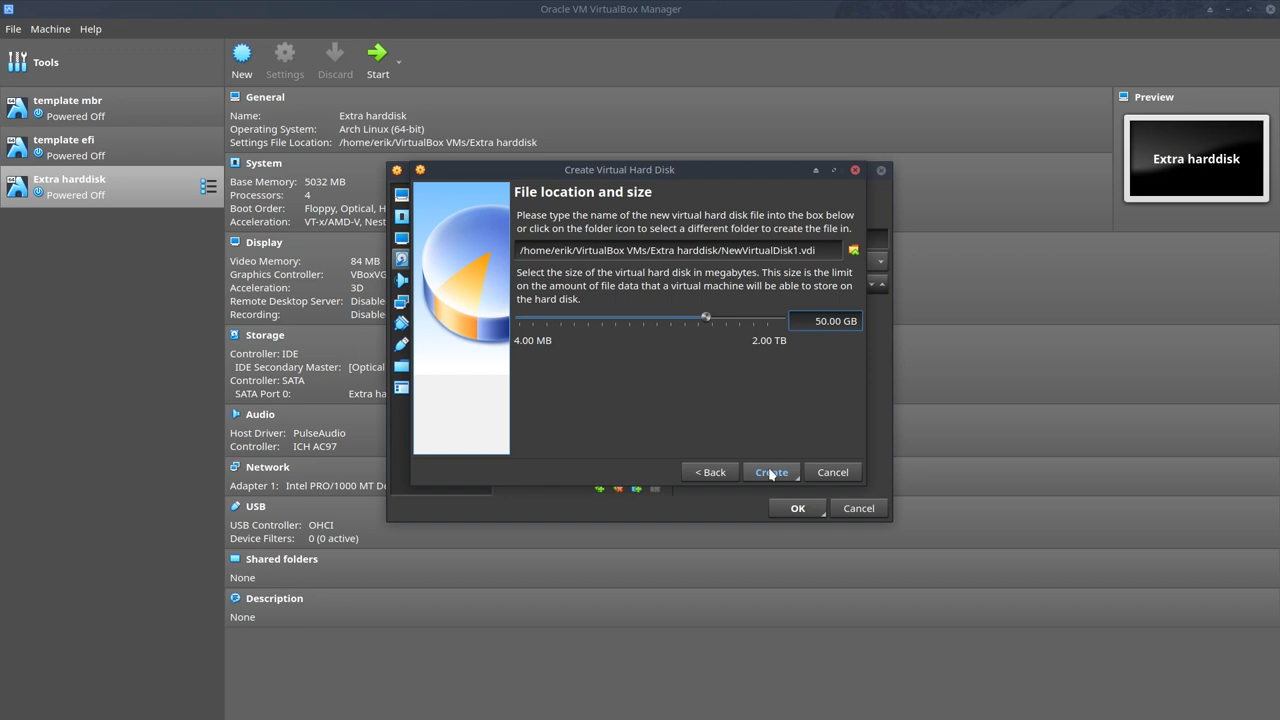 Oracle VM VirtualBox Manager
File Machine Help
Tools
New Settings Discard Start
template mbr
Powered Off
template efi
Powered Off
Extra harddisk
Powered Off
General
Name: Extra harddisk
Operating System: Arch Linux (64-bit)
Settings File Location: /home/erik/VirtualBox VMs/Extra harddisk
System
Base Memory: 5032 MB
Processors: 4
Boot Order: Floppy, Optical, H
Acceleration: VT-x/AMD-V, Nest
Display
Video Memory: 84 MB
Graphics Controller: VBoxVG
Acceleration: 3D
Remote Desktop Server: Disable
Recording: Disable
Storage
Controller: IDE
IDE Secondary Master: [Optical
Controller: SATA
SATA Port 0: Extra ha
Audio
Host Driver: PulseAudio
Controller: ICH AC97
Network
Adapter 1: Intel PRO/1000 MT De
USB
USB Controller: OHCI
Device Filters: 0 (0 active)
Shared folders
None
Description
None
Preview
Extra harddisk
Create Virtual Hard Disk
File location and size
Please type the name of the new virtual hard disk file into the box below
or click on the folder icon to select a different folder to create the file in.
/home/erik/VirtualBox VMs/Extra harddisk/NewVirtualDisk1.vdi
Select the size of the virtual hard disk in megabytes. This size is the limit
on the amount of file data that a virtual machine will be able to store on
the hard disk.
50.00 GB
4.00 MB 2.00 TB
< Back Create Cancel
OK Cancel